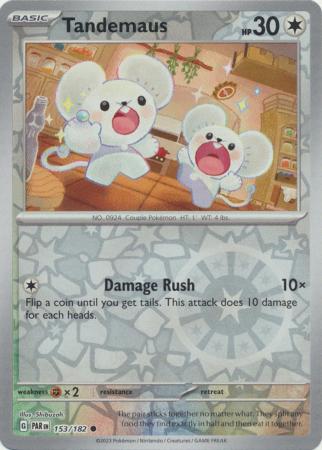 BASIC
Tandemaus
HP 30
NO. 0924 Couple Pokémon HT: 1' WT: 4 lbs.
Damage Rush 10×
Flip a coin until you get tails. This attack does 10 damage
for each heads.
weakness ×2 resistance retreat
Illus. Shibuzoh.
The pair sticks together no matter what. They split any
food they find exactly in half and then eat it together.
G PAR EN 153/182
©2023 Pokémon / Nintendo / Creatures / GAME FREAK